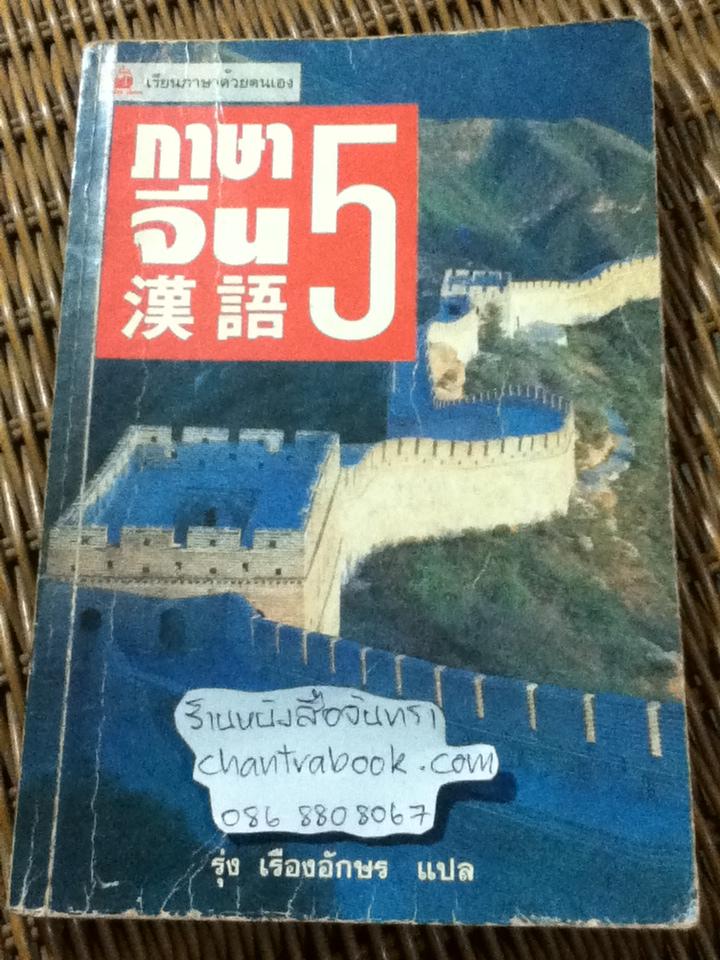 เรียนภาษาด้วยตนเอง
ภาษา
จีน 5
漢語
ร้านหนังสือจันทรา
chantrabook.com
086 8808067
รุ่ง เรืองอักษร แปล